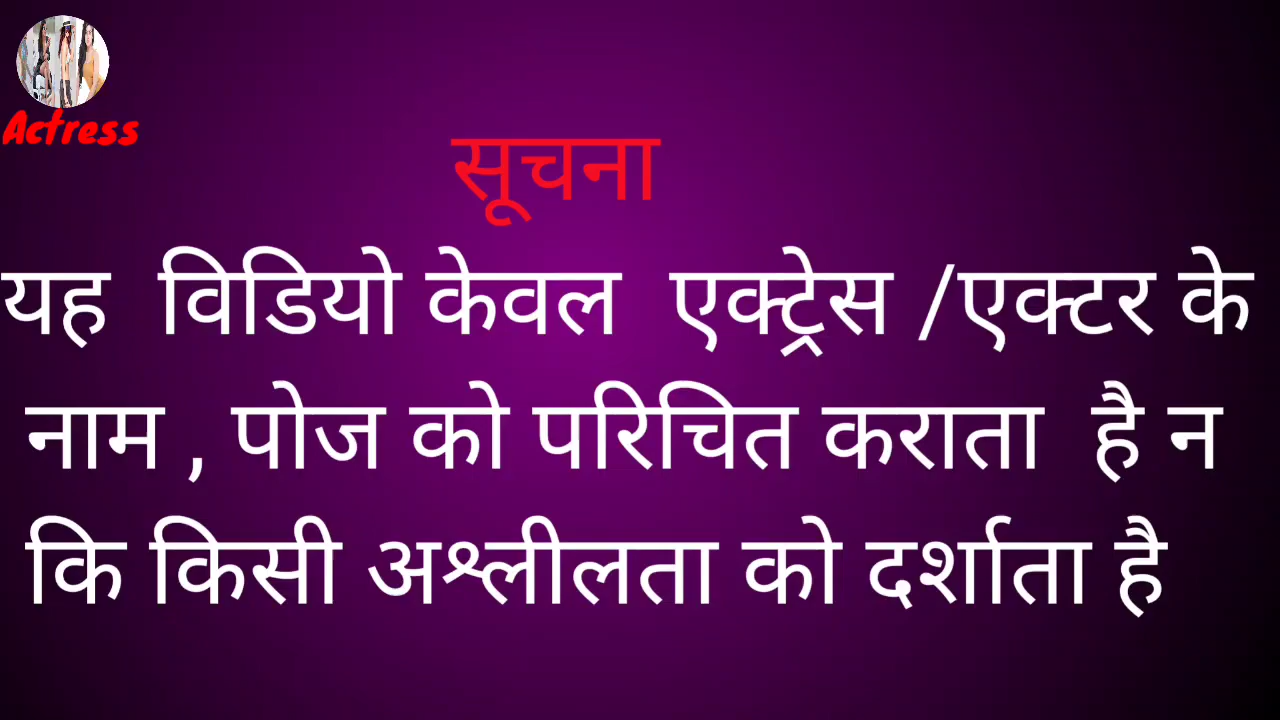 Actress
सूचना
यह विडियो केवल एक्ट्रेस /एक्टर के
नाम , पोज को परिचित कराता है न
कि किसी अश्लीलता को दर्शाता है